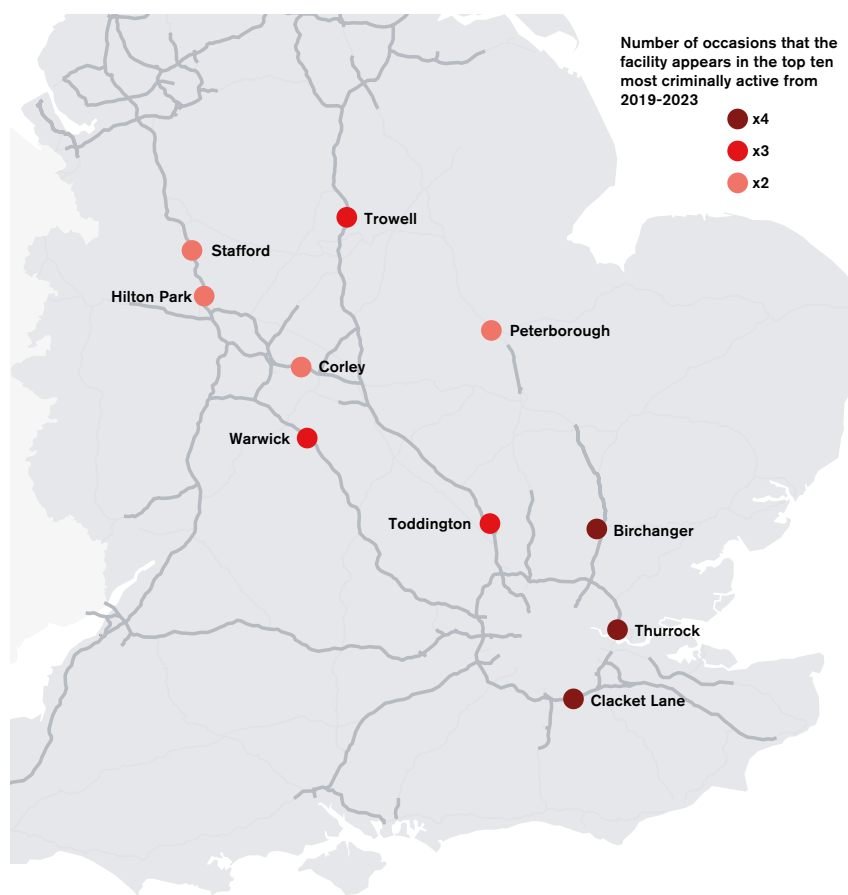 Number of occasions that the
facility appears in the top ten
most criminally active from
2019-2023
x4
x3
x2
Trowell
Stafford
Hilton Park
Peterborough
Corley
Warwick
Toddington
Birchanger
Thurrock
Clacket Lane